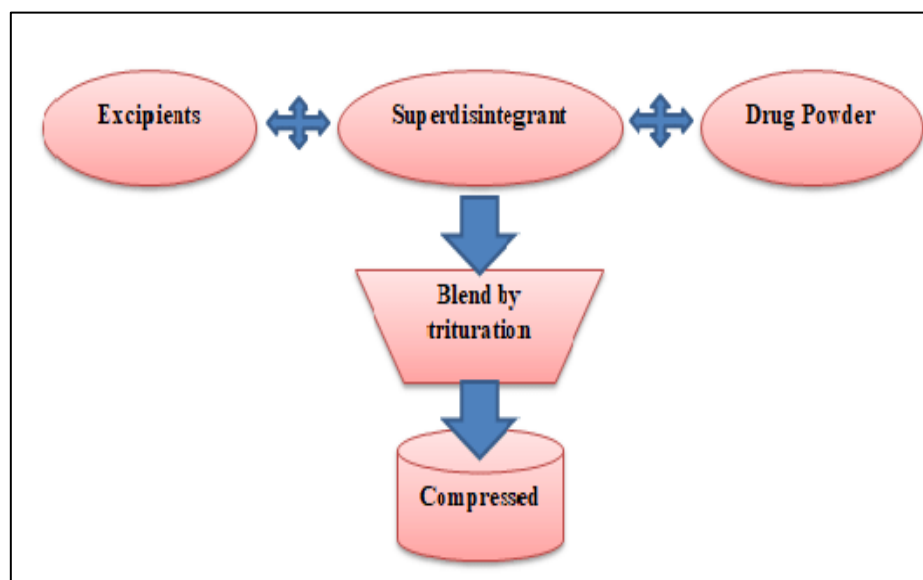 Excipients
Superdisintegrant
Drug Powder
Blend by
trituration
Compressed